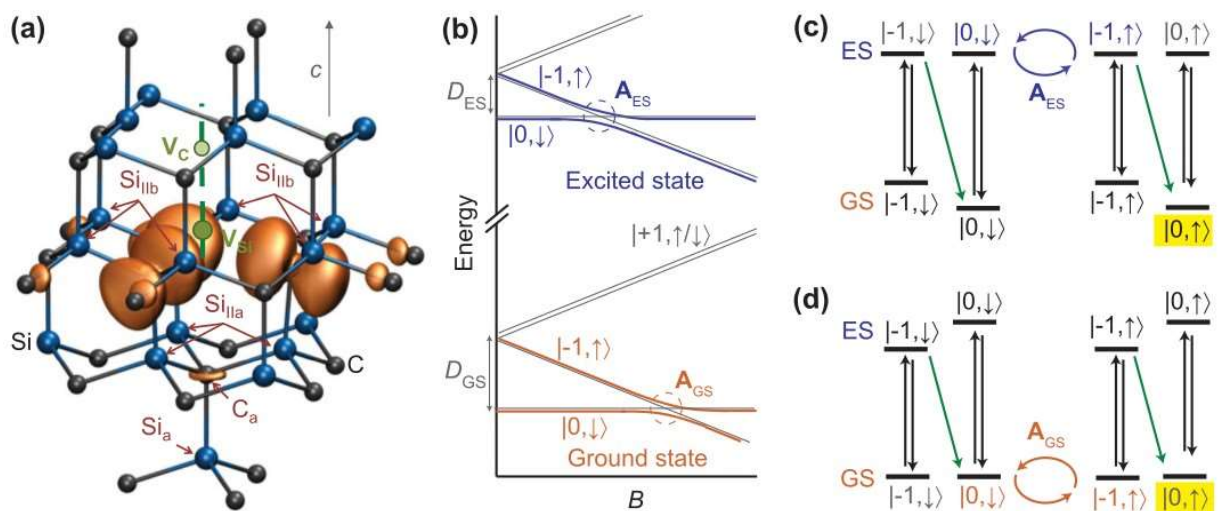 (a)
c
V_C
Si_IIb
Si_IIb
V_Si
Si_IIa
Si
C
C_a
Si_a
(b)
Energy
D_ES
|-1,↑⟩
A_ES
|0,↓⟩
Excited state
|+1,↑/↓⟩
D_GS
|-1,↑⟩
A_GS
|0,↓⟩
Ground state
B
(c)
|-1,↓⟩ |0,↓⟩ |-1,↑⟩ |0,↑⟩
ES
A_ES
GS
|-1,↓⟩ |0,↓⟩ |-1,↑⟩ |0,↑⟩
(d)
|-1,↓⟩ |0,↓⟩ |-1,↑⟩ |0,↑⟩
ES
A_GS
GS
|-1,↓⟩ |0,↓⟩ |-1,↑⟩ |0,↑⟩